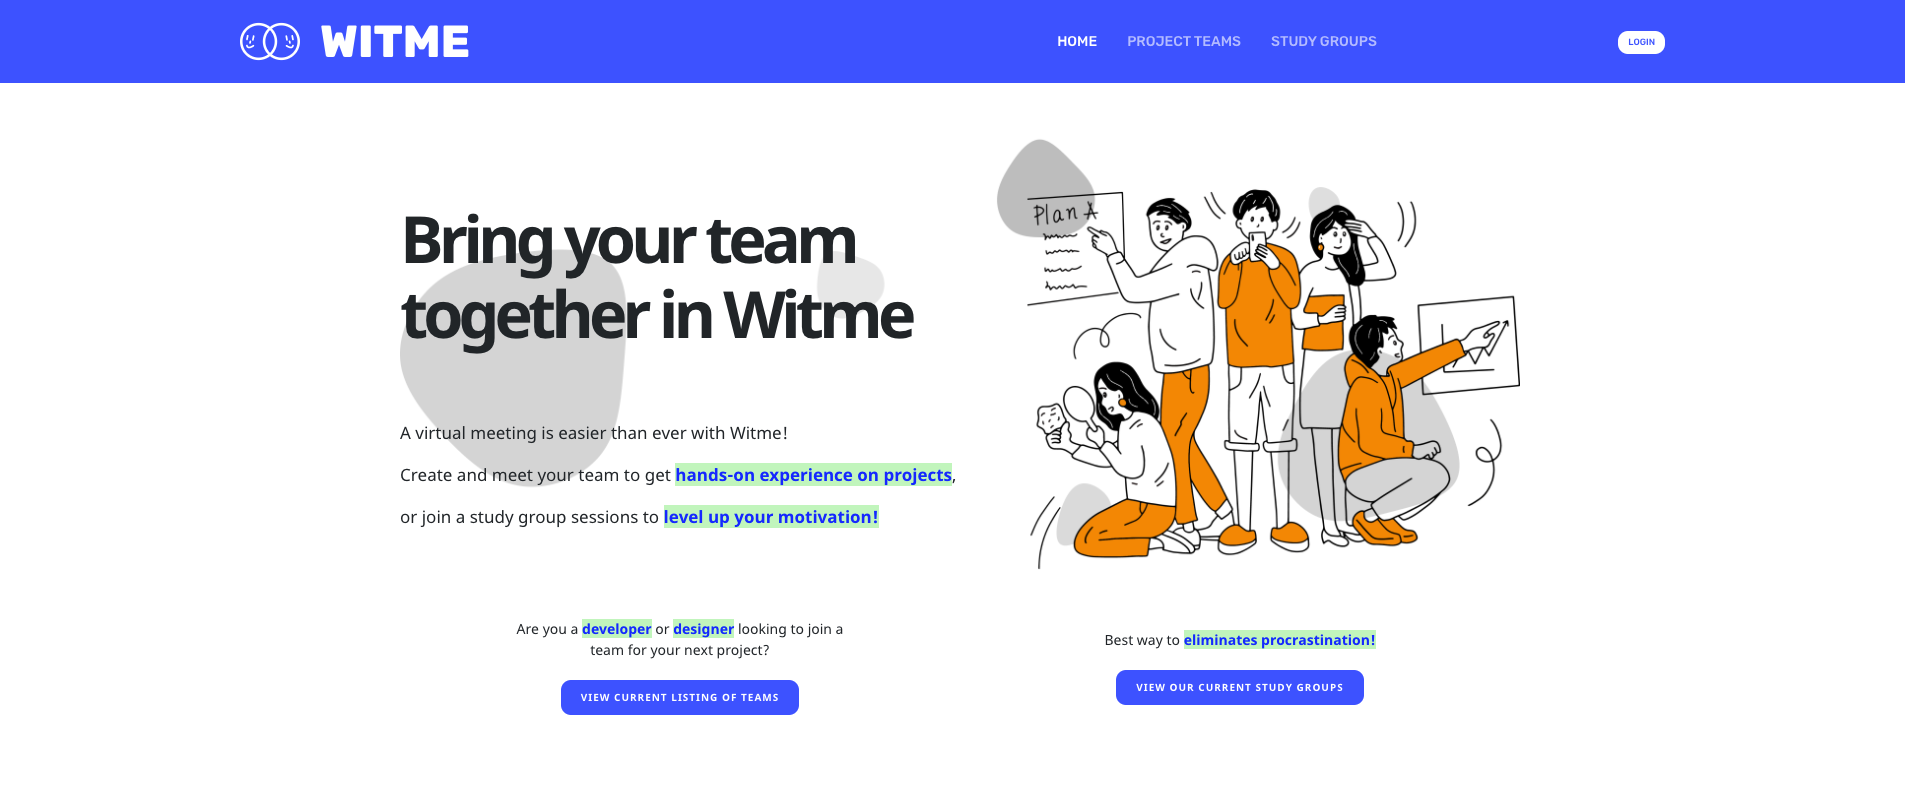 WITME
HOME
PROJECT TEAMS
STUDY GROUPS
LOGIN
Bring your team
together in Witme
Plan A
A virtual meeting is easier than ever with Witme!
Create and meet your team to get hands-on experience on projects,
or join a study group sessions to level up your motivation!
Are you a developer or designer looking to join a
team for your next project?
VIEW CURRENT LISTING OF TEAMS
Best way to eliminates procrastination!
VIEW OUR CURRENT STUDY GROUPS